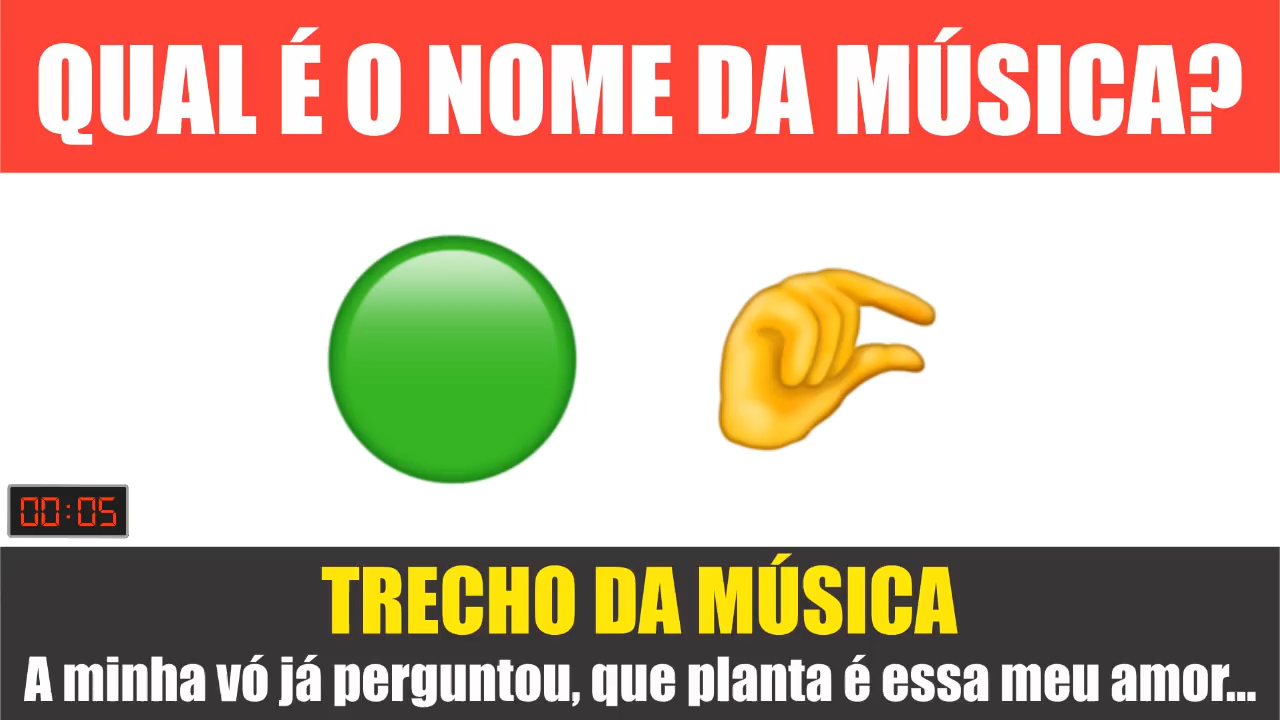 QUAL É O NOME DA MÚSICA?
00:05
TRECHO DA MÚSICA
A minha vó já perguntou, que planta é essa meu amor...